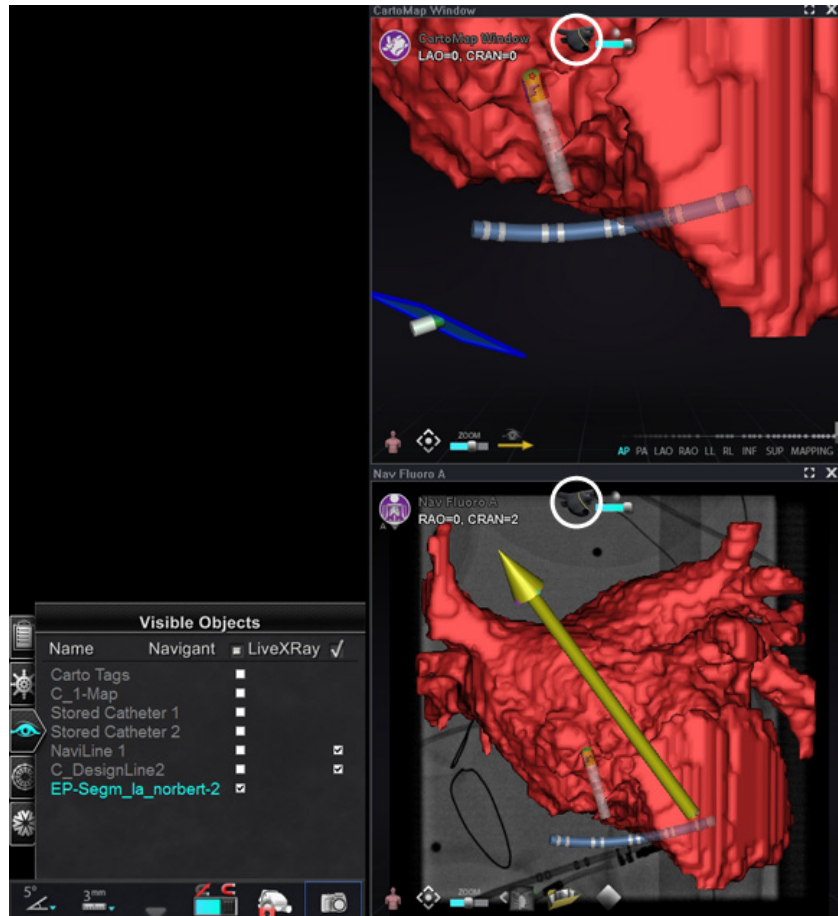 CartoMap Window
CartoMap Window
LAO=0, CRAN=0
ZOOM
AP PA LAO RAO LL RL INF SUP MAPPING
Nav Fluoro A
Nav Fluoro A
A
RAO=0, CRAN=2
ZOOM
Visible Objects
Name Navigant LiveXRay
Carto Tags
C_1-Map
Stored Catheter 1
Stored Catheter 2
NaviLine 1
C_DesignLine2
EP-Segm_la_norbert-2
5° 3mm